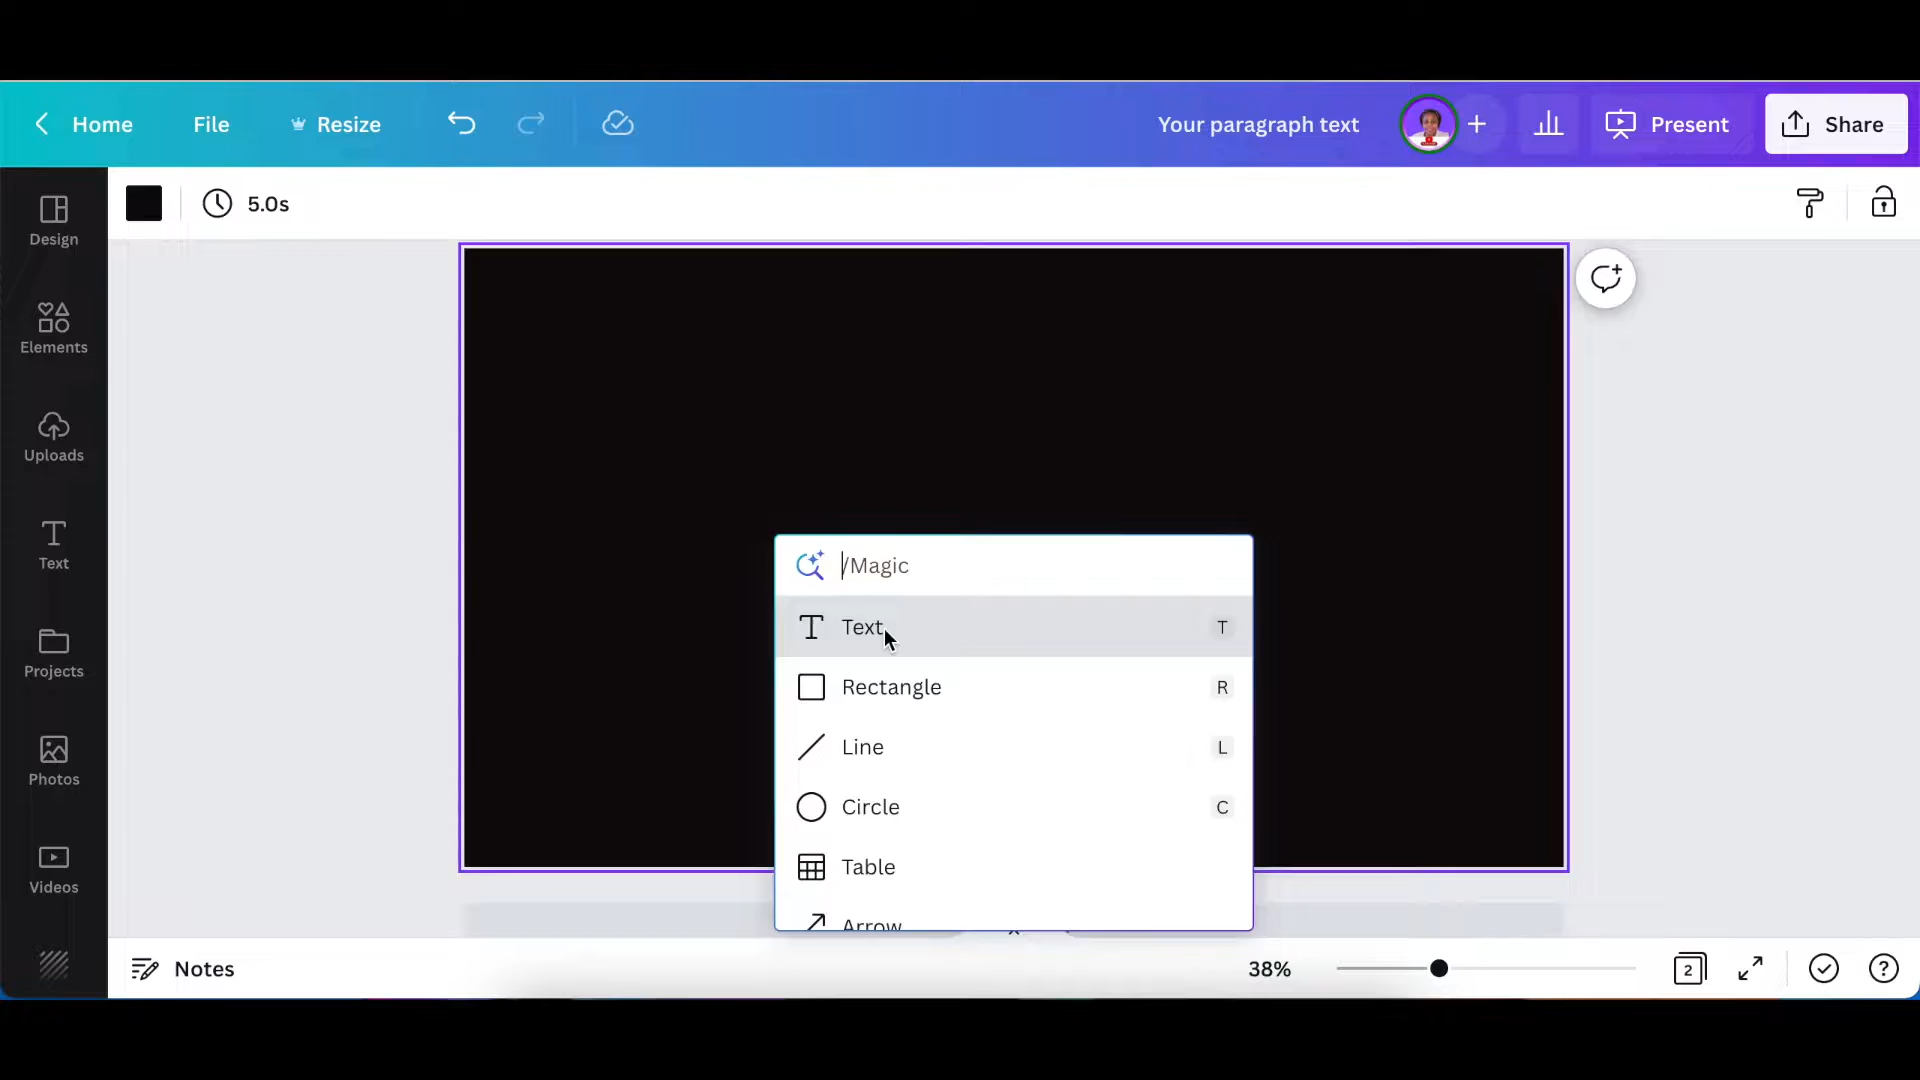 Home
File
Resize
Your paragraph text
Present
Share
Design
5.0s
Elements
Uploads
Text
Projects
Photos
Videos
/Magic
Text T
Rectangle R
Line L
Circle C
Table
Arrow
Notes
38%
2